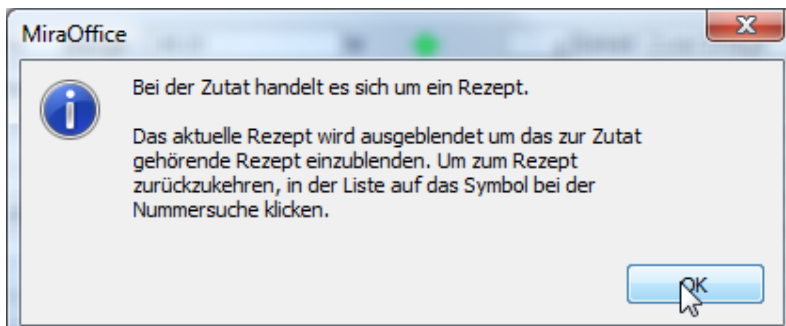 MiraOffice
Bei der Zutat handelt es sich um ein Rezept.
Das aktuelle Rezept wird ausgeblendet um das zur Zutat
gehörende Rezept einzublenden. Um zum Rezept
zurückzukehren, in der Liste auf das Symbol bei der
Nummersuche klicken.
OK